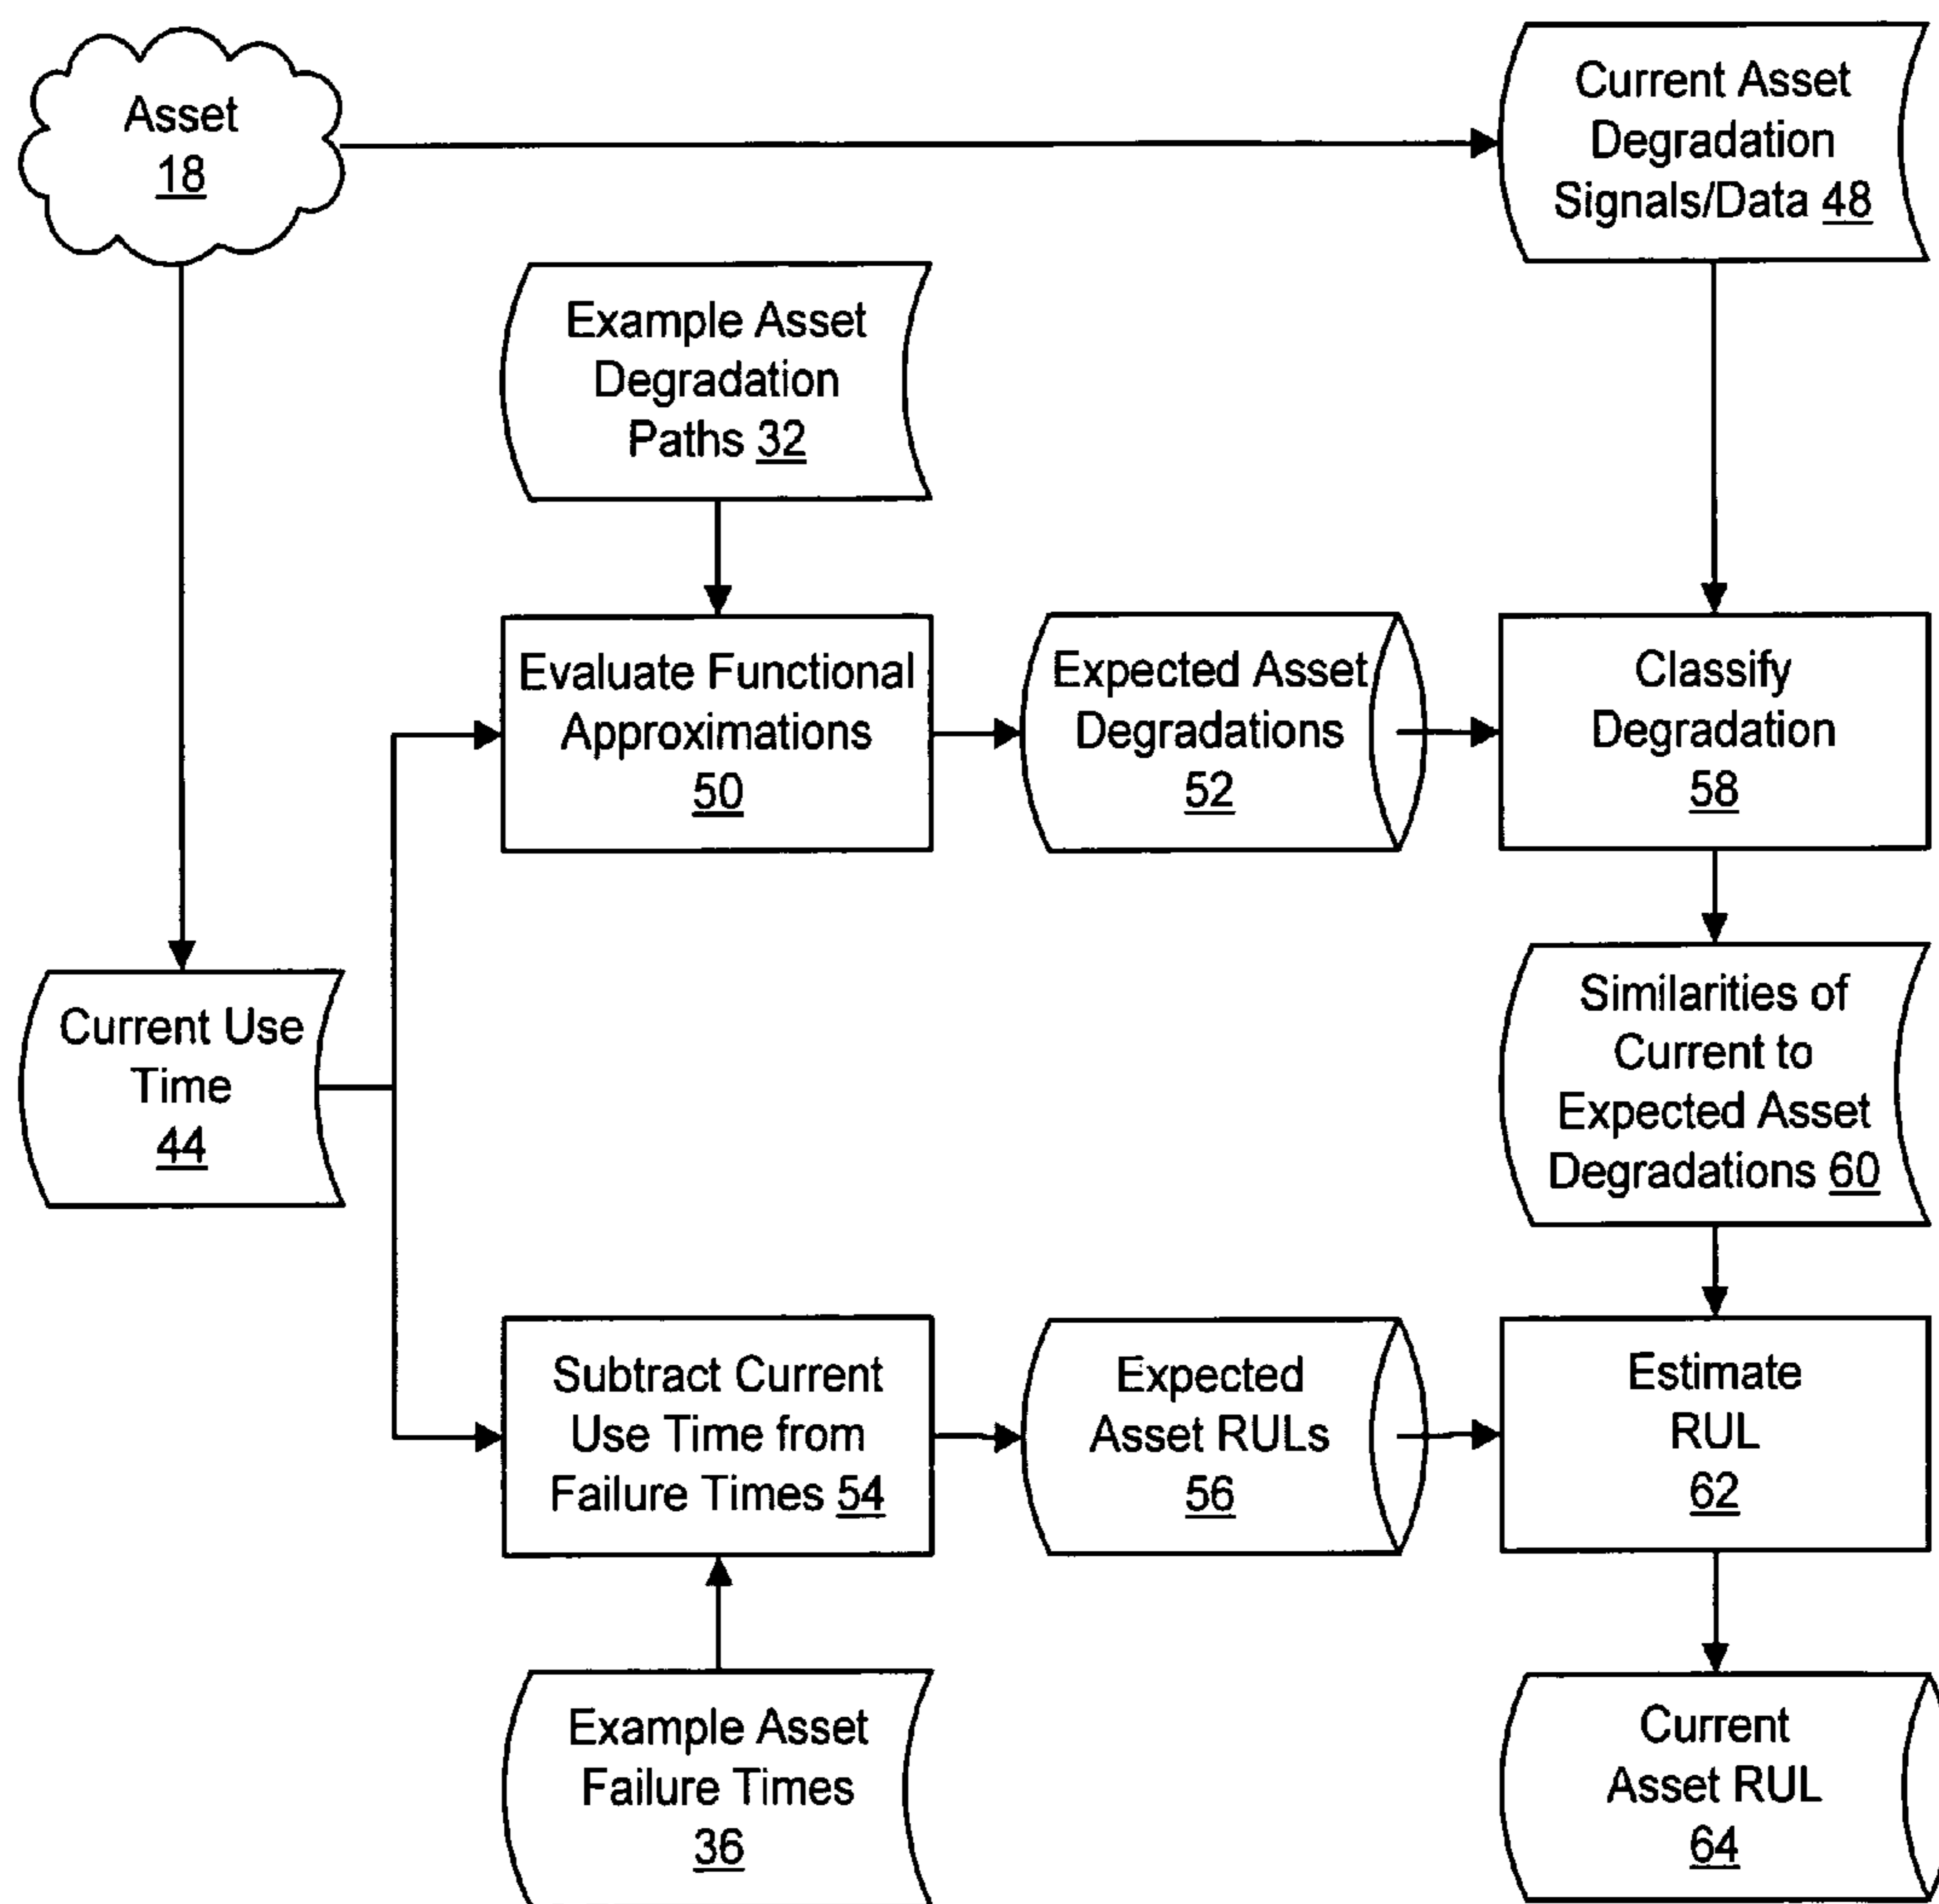 Asset
18
Current Asset
Degradation
Signals/Data 48
Example Asset
Degradation
Paths 32
Evaluate Functional
Approximations
50
Expected Asset
Degradations
52
Classify
Degradation
58
Current Use
Time
44
Similarities of
Current to
Expected Asset
Degradations 60
Subtract Current
Use Time from
Failure Times 54
Expected
Asset RULs
56
Estimate
RUL
62
Example Asset
Failure Times
36
Current
Asset RUL
64